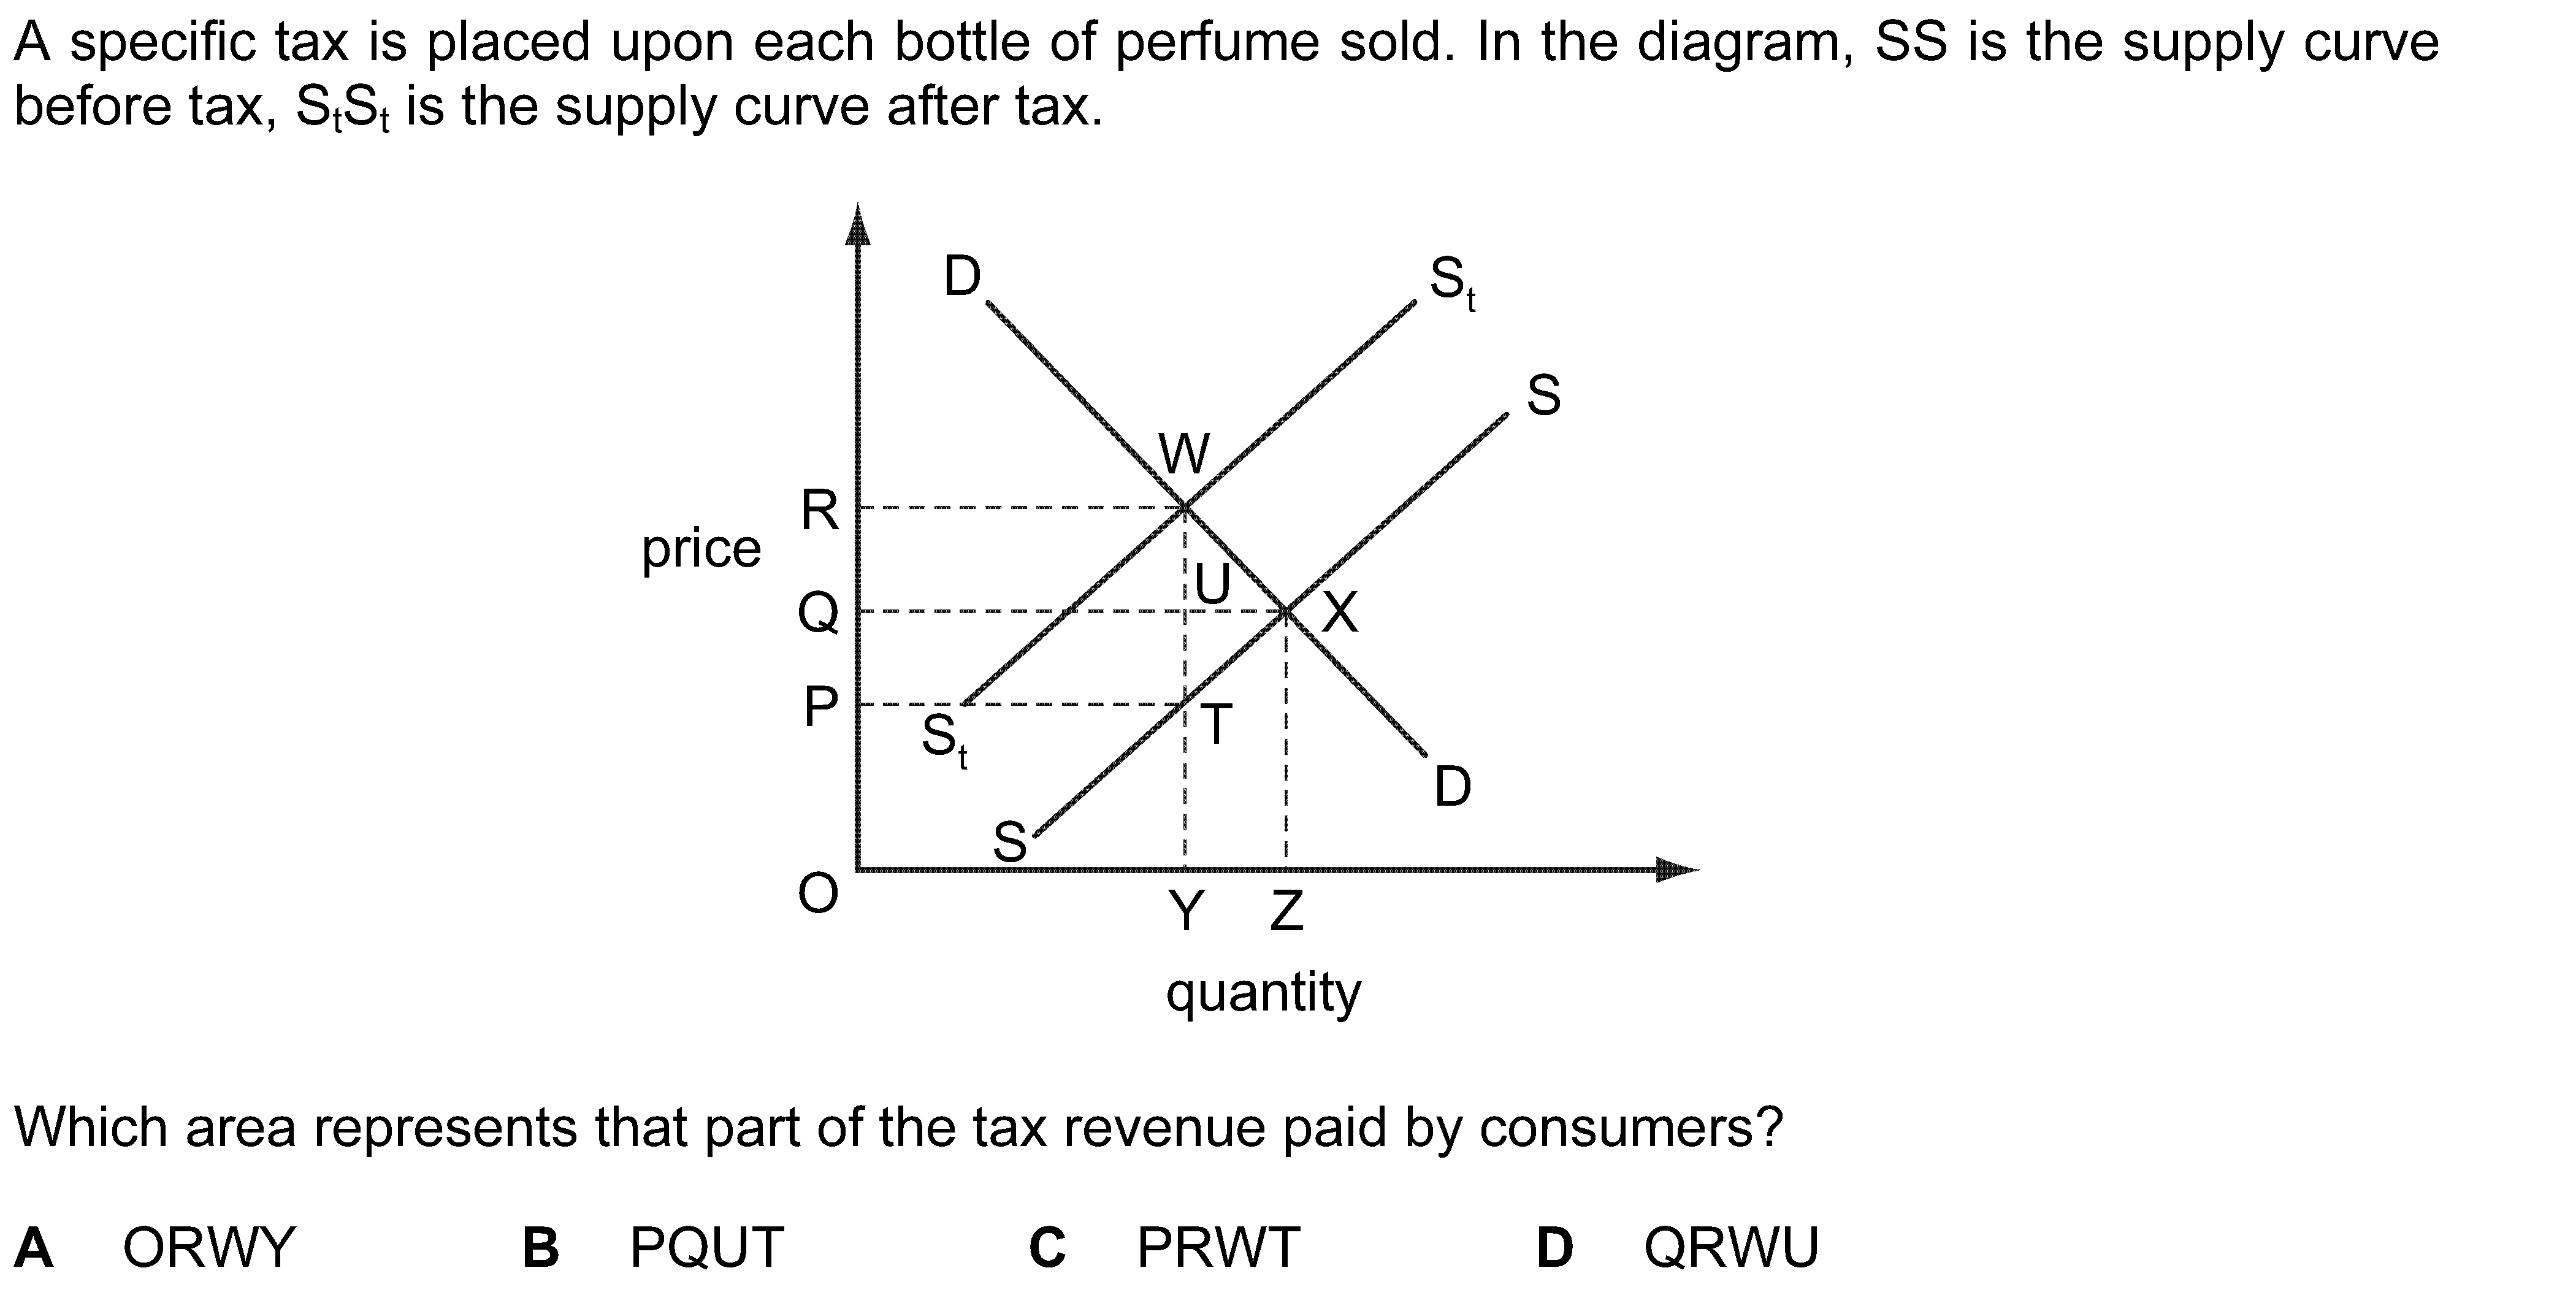 A specific tax is placed upon each bottle of perfume sold. In the diagram, SS is the supply curve
before tax, SₜSₜ is the supply curve after tax.
D
Sₜ
S
W
R
price
U
Q
X
P
Sₜ
T
D
S
O
Y Z
quantity
Which area represents that part of the tax revenue paid by consumers?
A ORWY B PQUT C PRWT D QRWU